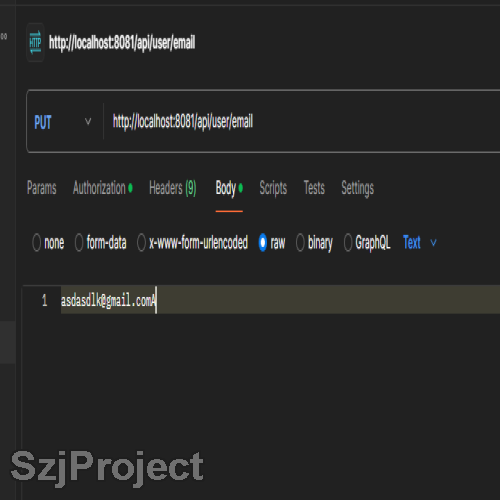 HTTP http://localhost:8081/api/user/email
PUT http://localhost:8081/api/user/email
Params Authorization Headers (9) Body Scripts Tests Settings
none form-data x-www-form-urlencoded raw binary GraphQL Text
1 asdasdlk@gmail.comA
SzjProject